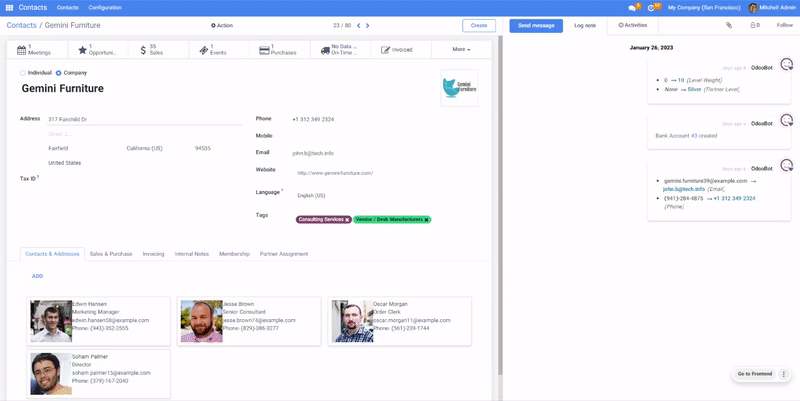 Contacts Contacts Configuration
5 27 My Company (San Francisco) Mitchell Admin
Contacts / Gemini Furniture
Action
23 / 50
Create
1 Meetings
1 Opportuni...
35 Sales
1 Events
1 Purchases
No Data ...
On-Time ...
Invoiced
More
Individual Company
Gemini Furniture
Gemini
Furniture
Address 317 Fairchild Dr
Street 2...
Fairfield California (US) 94535
United States
Tax ID ?
Phone +1 312 349 2324
Mobile
Email john.b@tech.info
Website http://www.geminifurniture.com/
Language ? English (US)
Tags Consulting Services × Vendor / Desk Manufacturers ×
Contacts & Addresses Sales & Purchase Invoicing Internal Notes Membership Partner Assignment
ADD
Edwin Hansen
Marketing Manager
edwin.hansen58@example.com
Phone: (943)-352-2555
Jesse Brown
Senior Consultant
jesse.brown74@example.com
Phone: (829)-386-3277
Oscar Morgan
Order Clerk
oscar.morgan11@example.com
Phone: (561)-239-1744
Soham Palmer
Director
soham.palmer15@example.com
Phone: (379)-167-2040
Send message Log note Activities 0 Follow
January 26, 2023
days ago OdooBot
0 → 10 (Level Weight)
None → Silver (Partner Level)
days ago OdooBot
Bank Account #3 created
days ago OdooBot
gemini.furniture39@example.com →
john.b@tech.info (Email)
(941)-284-4875 → +1 312 349 2324
(Phone)
Go to Frontend